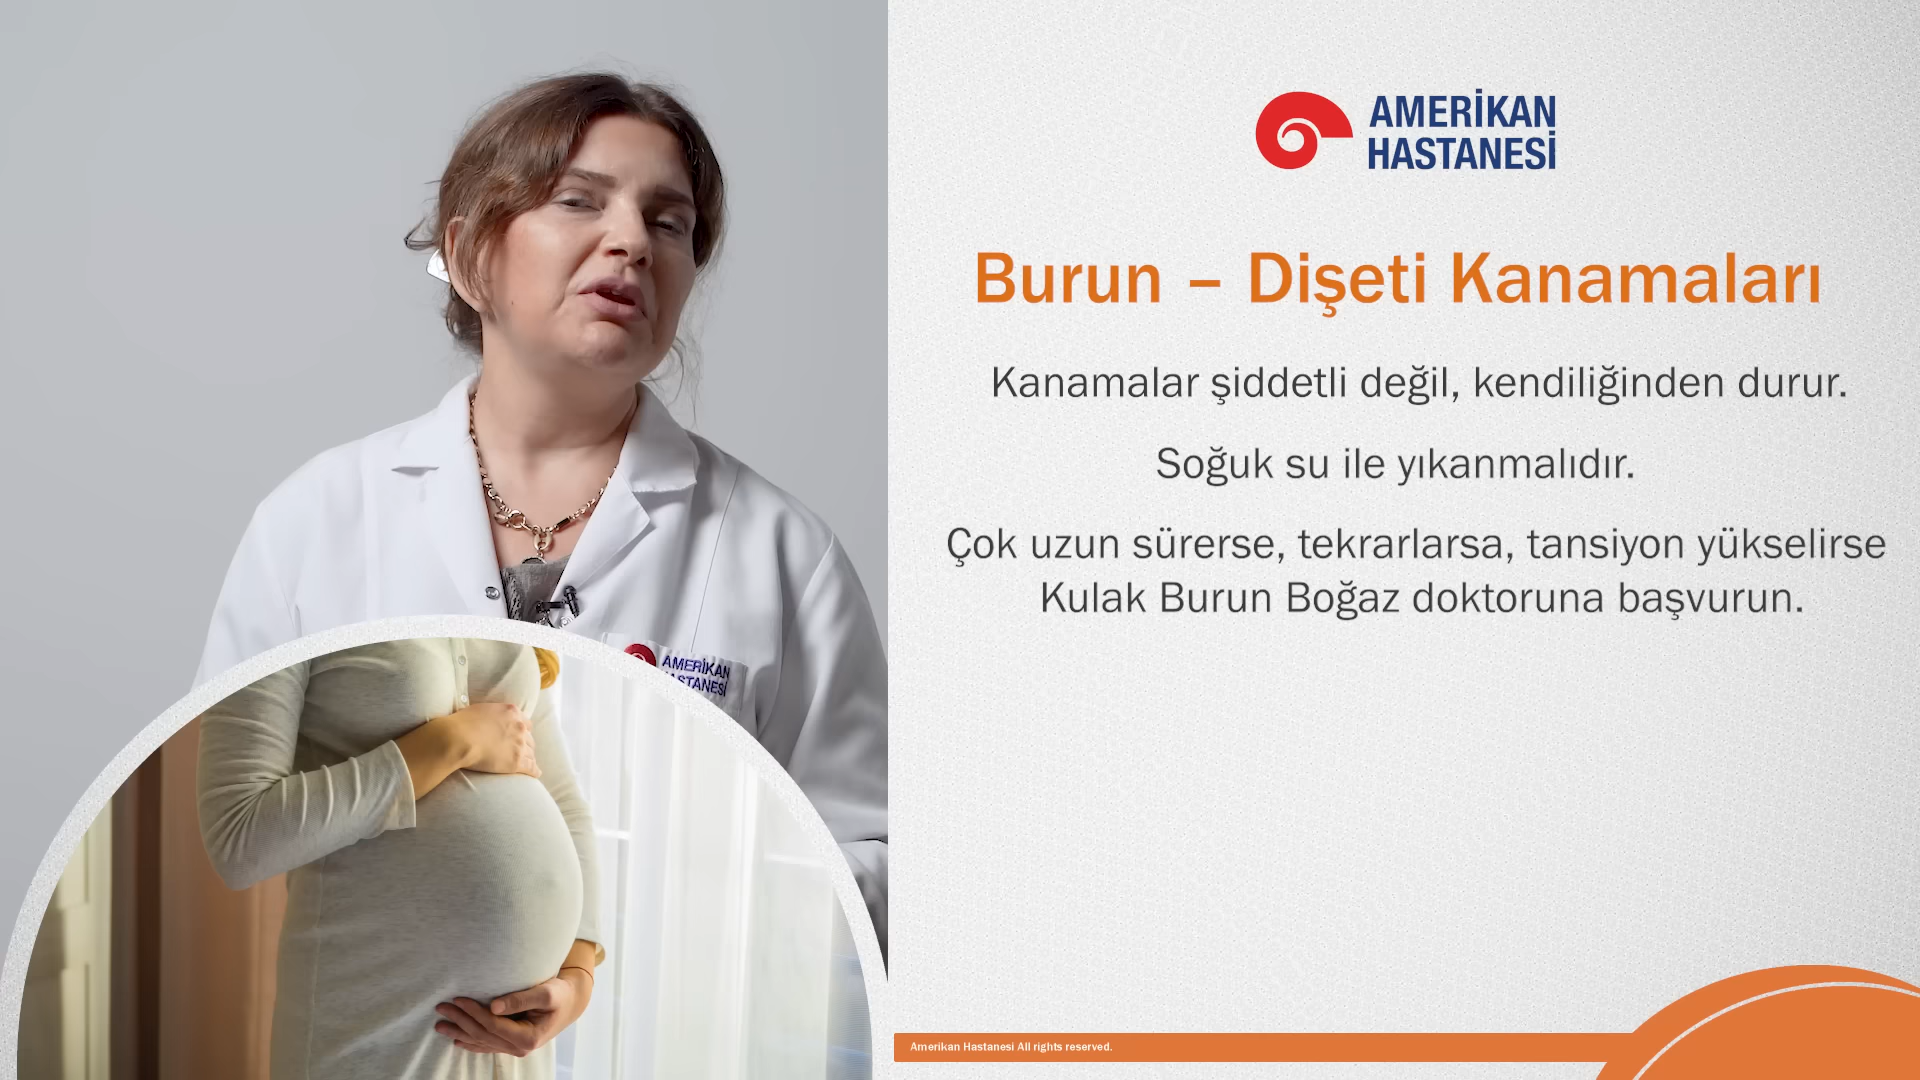 AMERİKAN
HASTANESİ
Burun – Dişeti Kanamaları
Kanamalar şiddetli değil, kendiliğinden durur.
Soğuk su ile yıkanmalıdır.
Çok uzun sürerse, tekrarlarsa, tansiyon yükselirse
Kulak Burun Boğaz doktoruna başvurun.
AMERİKAN
HASTANESİ
Amerikan Hastanesi All rights reserved.